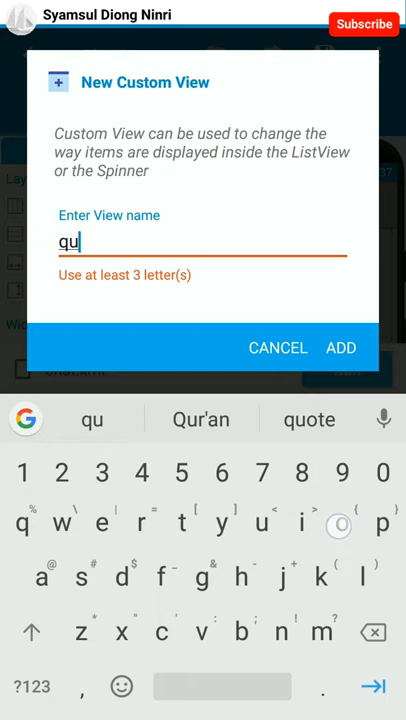 Syamsul Diong Ninri
Subscribe
New Custom View
Custom View can be used to change the
way items are displayed inside the ListView
or the Spinner
Enter View name
qu
Use at least 3 letter(s)
CANCEL ADD
qu Qur'an quote
1 2 3 4 5 6 7 8 9 0
q w e r t y u i o p
% \ | = [ ] < > { }
a s d f g h j k l
@ # $ _ & - + ( )
z x c v b n m
* " ' : ; ! ?
?123 , .